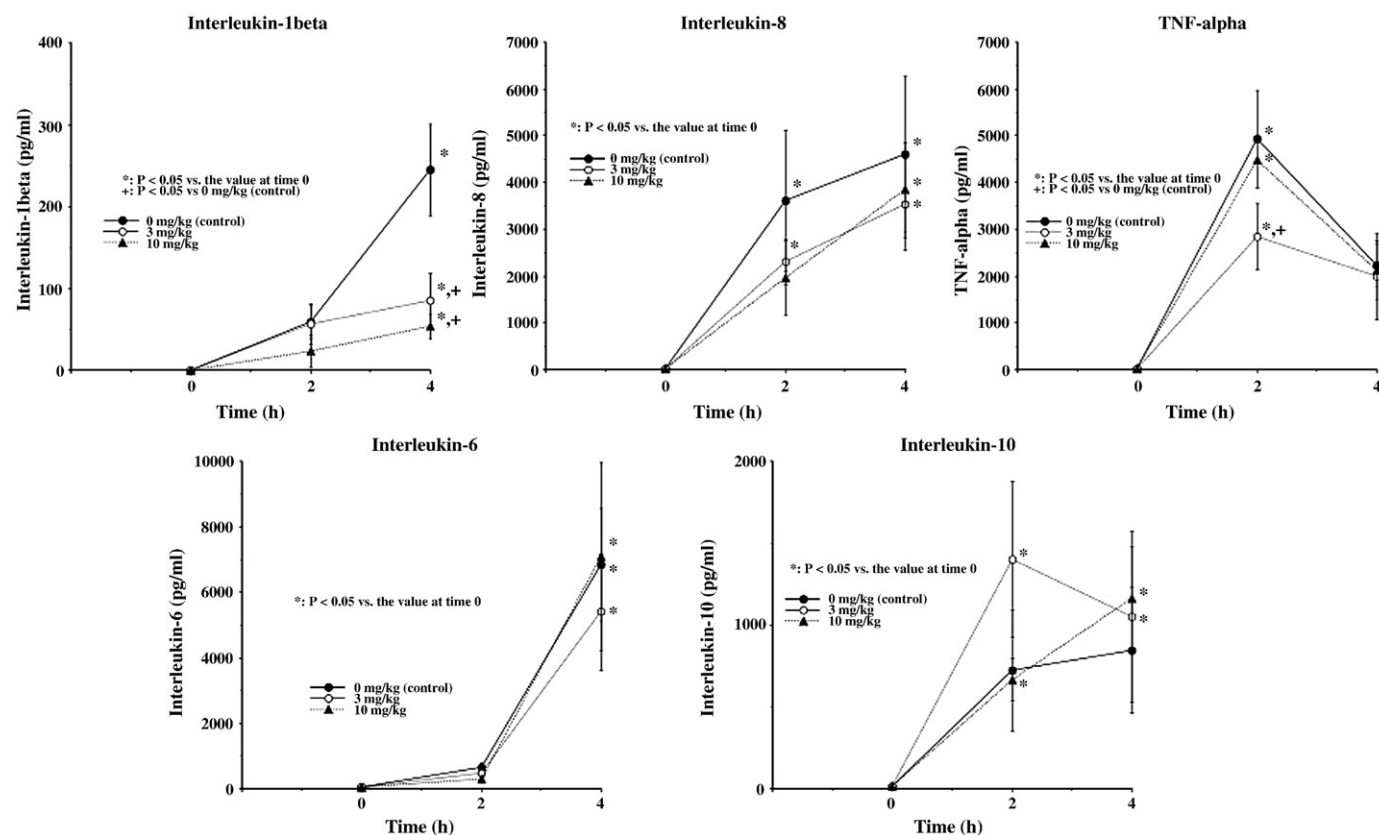 Interleukin-1beta
400
300
200
100
0
Interleukin-1beta (pg/ml)
*: P < 0.05 vs. the value at time 0
+: P < 0.05 vs 0 mg/kg (control)
0 mg/kg (control)
3 mg/kg
10 mg/kg
*
*,+
*,+
0 2 4
Time (h)
Interleukin-8
7000
6000
5000
4000
3000
2000
1000
0
Interleukin-8 (pg/ml)
*: P < 0.05 vs. the value at time 0
0 mg/kg (control)
3 mg/kg
10 mg/kg
*
*
*
*
*
0 2 4
Time (h)
TNF-alpha
7000
6000
5000
4000
3000
2000
1000
0
TNF-alpha (pg/ml)
*: P < 0.05 vs. the value at time 0
+: P < 0.05 vs 0 mg/kg (control)
0 mg/kg (control)
3 mg/kg
10 mg/kg
*
*
*,+
0 2 4
Time (h)
Interleukin-6
10000
8000
6000
4000
2000
0
Interleukin-6 (pg/ml)
*: P < 0.05 vs. the value at time 0
0 mg/kg (control)
3 mg/kg
10 mg/kg
*
*
*
0 2 4
Time (h)
Interleukin-10
2000
1000
0
Interleukin-10 (pg/ml)
*: P < 0.05 vs. the value at time 0
0 mg/kg (control)
3 mg/kg
10 mg/kg
*
*
*
*
0 2 4
Time (h)